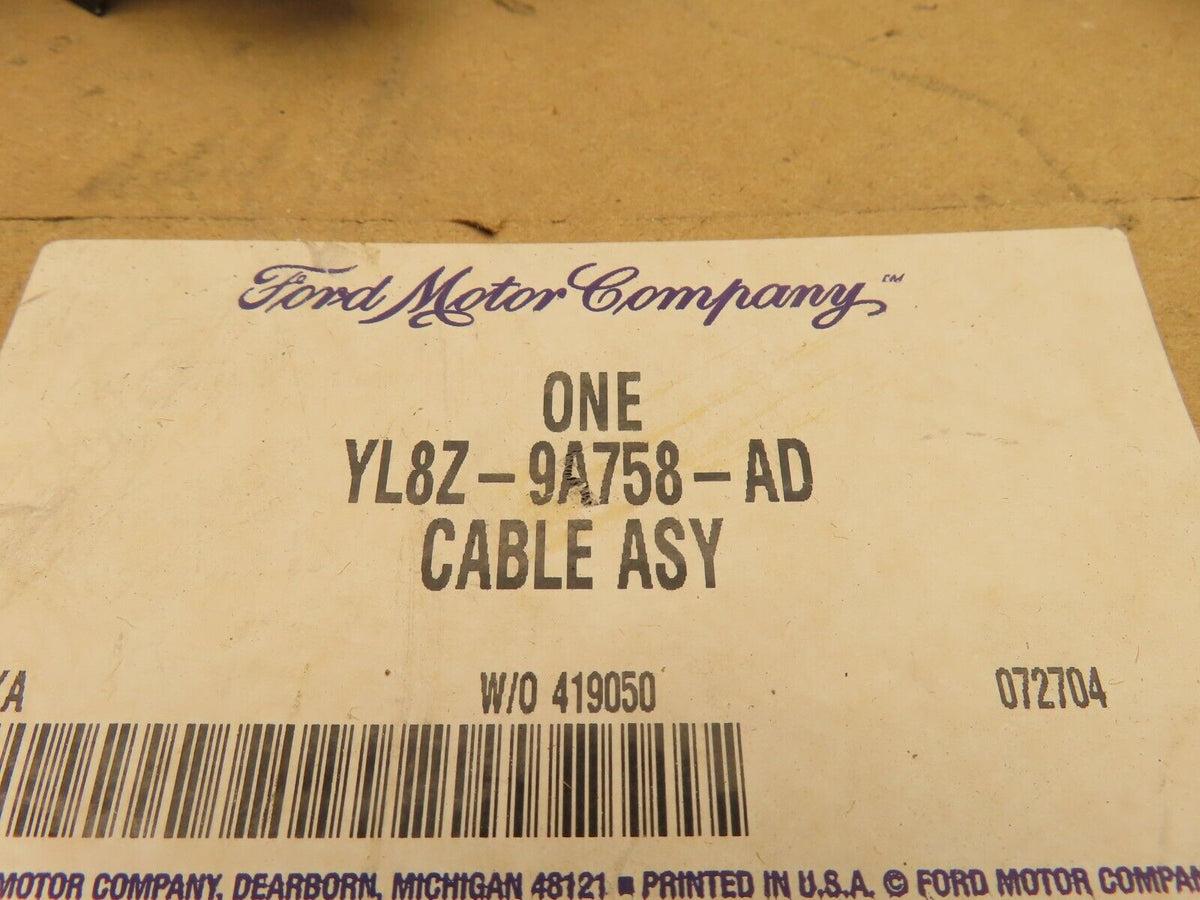 Ford Motor Company™
ONE
YL8Z-9A758-AD
CABLE ASY
W/O 419050 072704
MOTOR COMPANY, DEARBORN, MICHIGAN 48121 ■ PRINTED IN U.S.A. © FORD MOTOR COMPAN